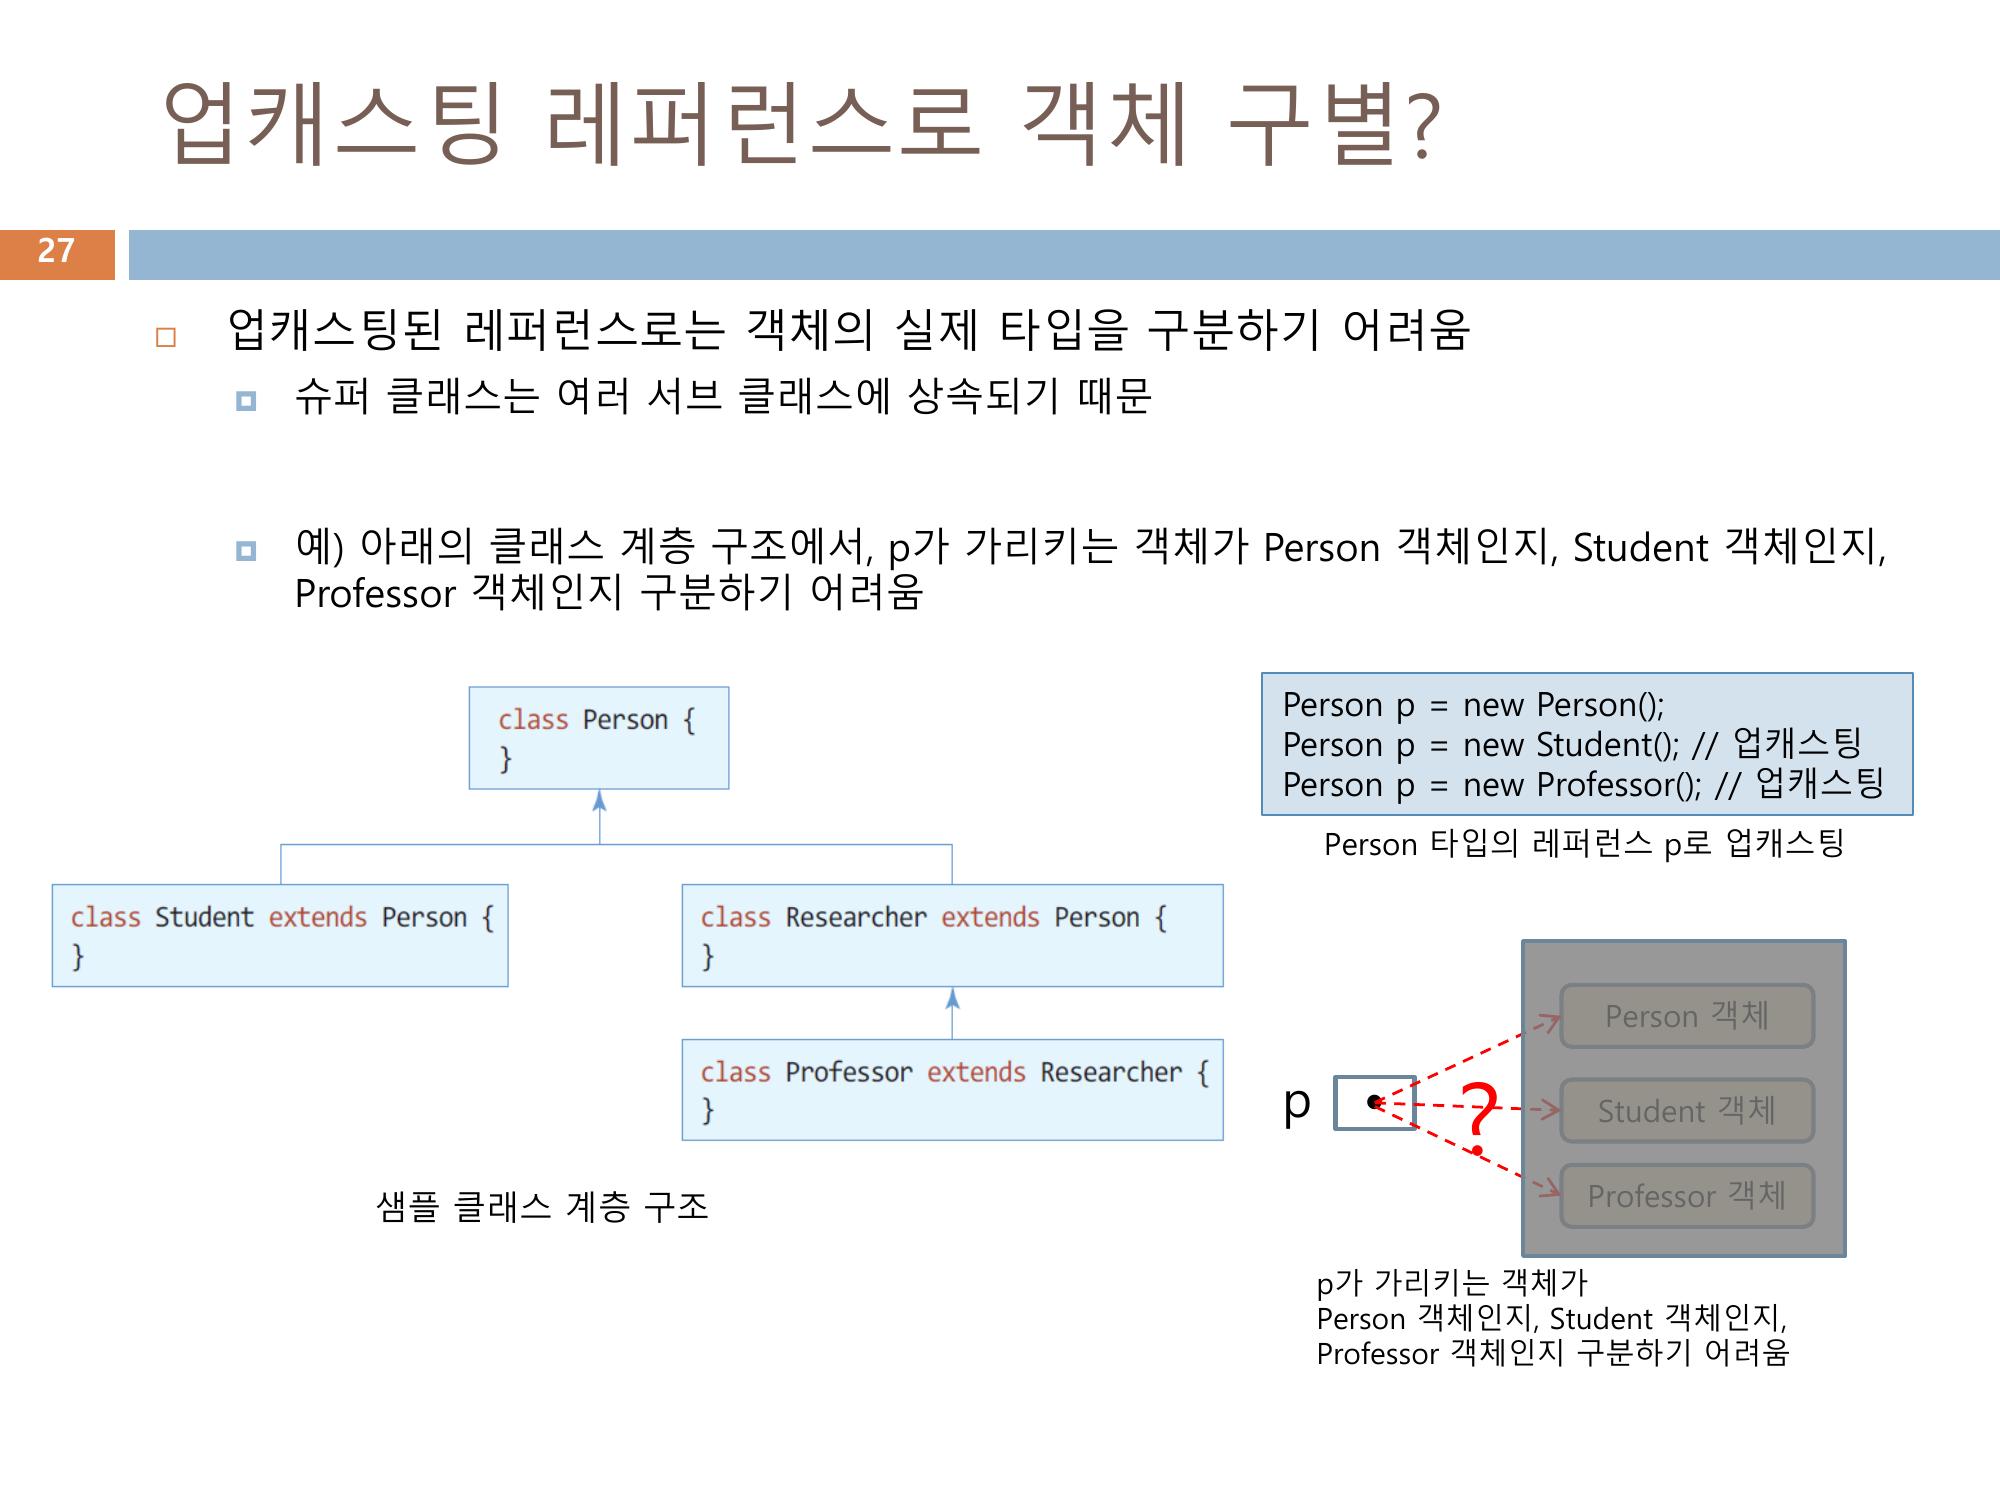 업캐스팅 레퍼런스로 객체 구별?
27
업캐스팅된 레퍼런스로는 객체의 실제 타입을 구분하기 어려움
슈퍼 클래스는 여러 서브 클래스에 상속되기 때문
예) 아래의 클래스 계층 구조에서, p가 가리키는 객체가 Person 객체인지, Student 객체인지,
Professor 객체인지 구분하기 어려움
class Person {
}
class Student extends Person {
}
class Researcher extends Person {
}
class Professor extends Researcher {
}
샘플 클래스 계층 구조
Person p = new Person();
Person p = new Student(); // 업캐스팅
Person p = new Professor(); // 업캐스팅
Person 타입의 레퍼런스 p로 업캐스팅
p
?
Person 객체
Student 객체
Professor 객체
p가 가리키는 객체가
Person 객체인지, Student 객체인지,
Professor 객체인지 구분하기 어려움